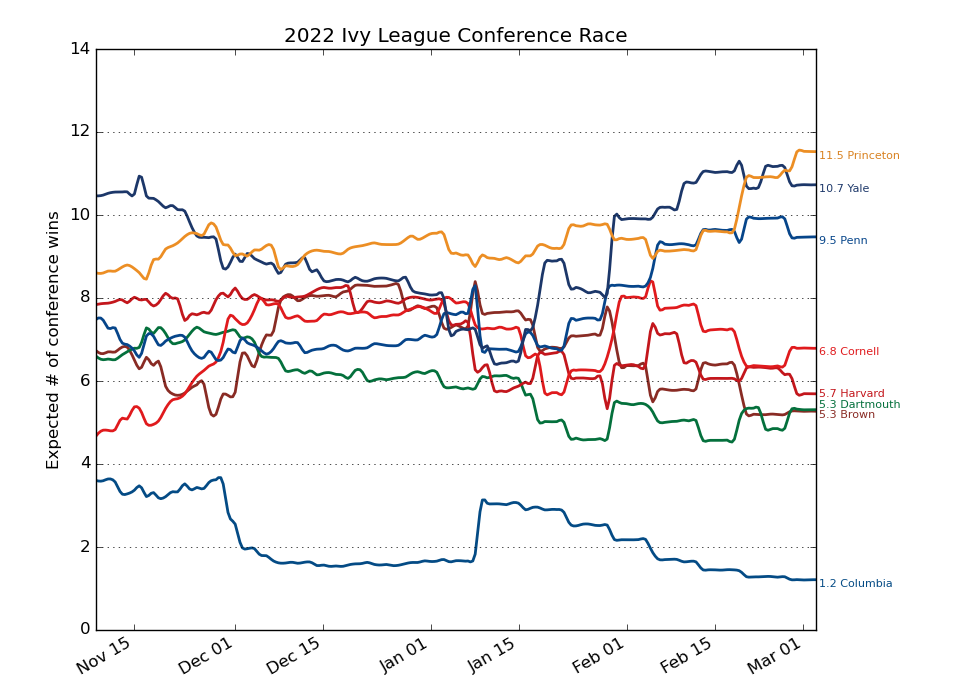 2022 Ivy League Conference Race
Expected # of conference wins
14
12
10
8
6
4
2
0
11.5 Princeton
10.7 Yale
9.5 Penn
6.8 Cornell
5.7 Harvard
5.3 Dartmouth
5.3 Brown
1.2 Columbia
Nov 15
Dec 01
Dec 15
Jan 01
Jan 15
Feb 01
Feb 15
Mar 01